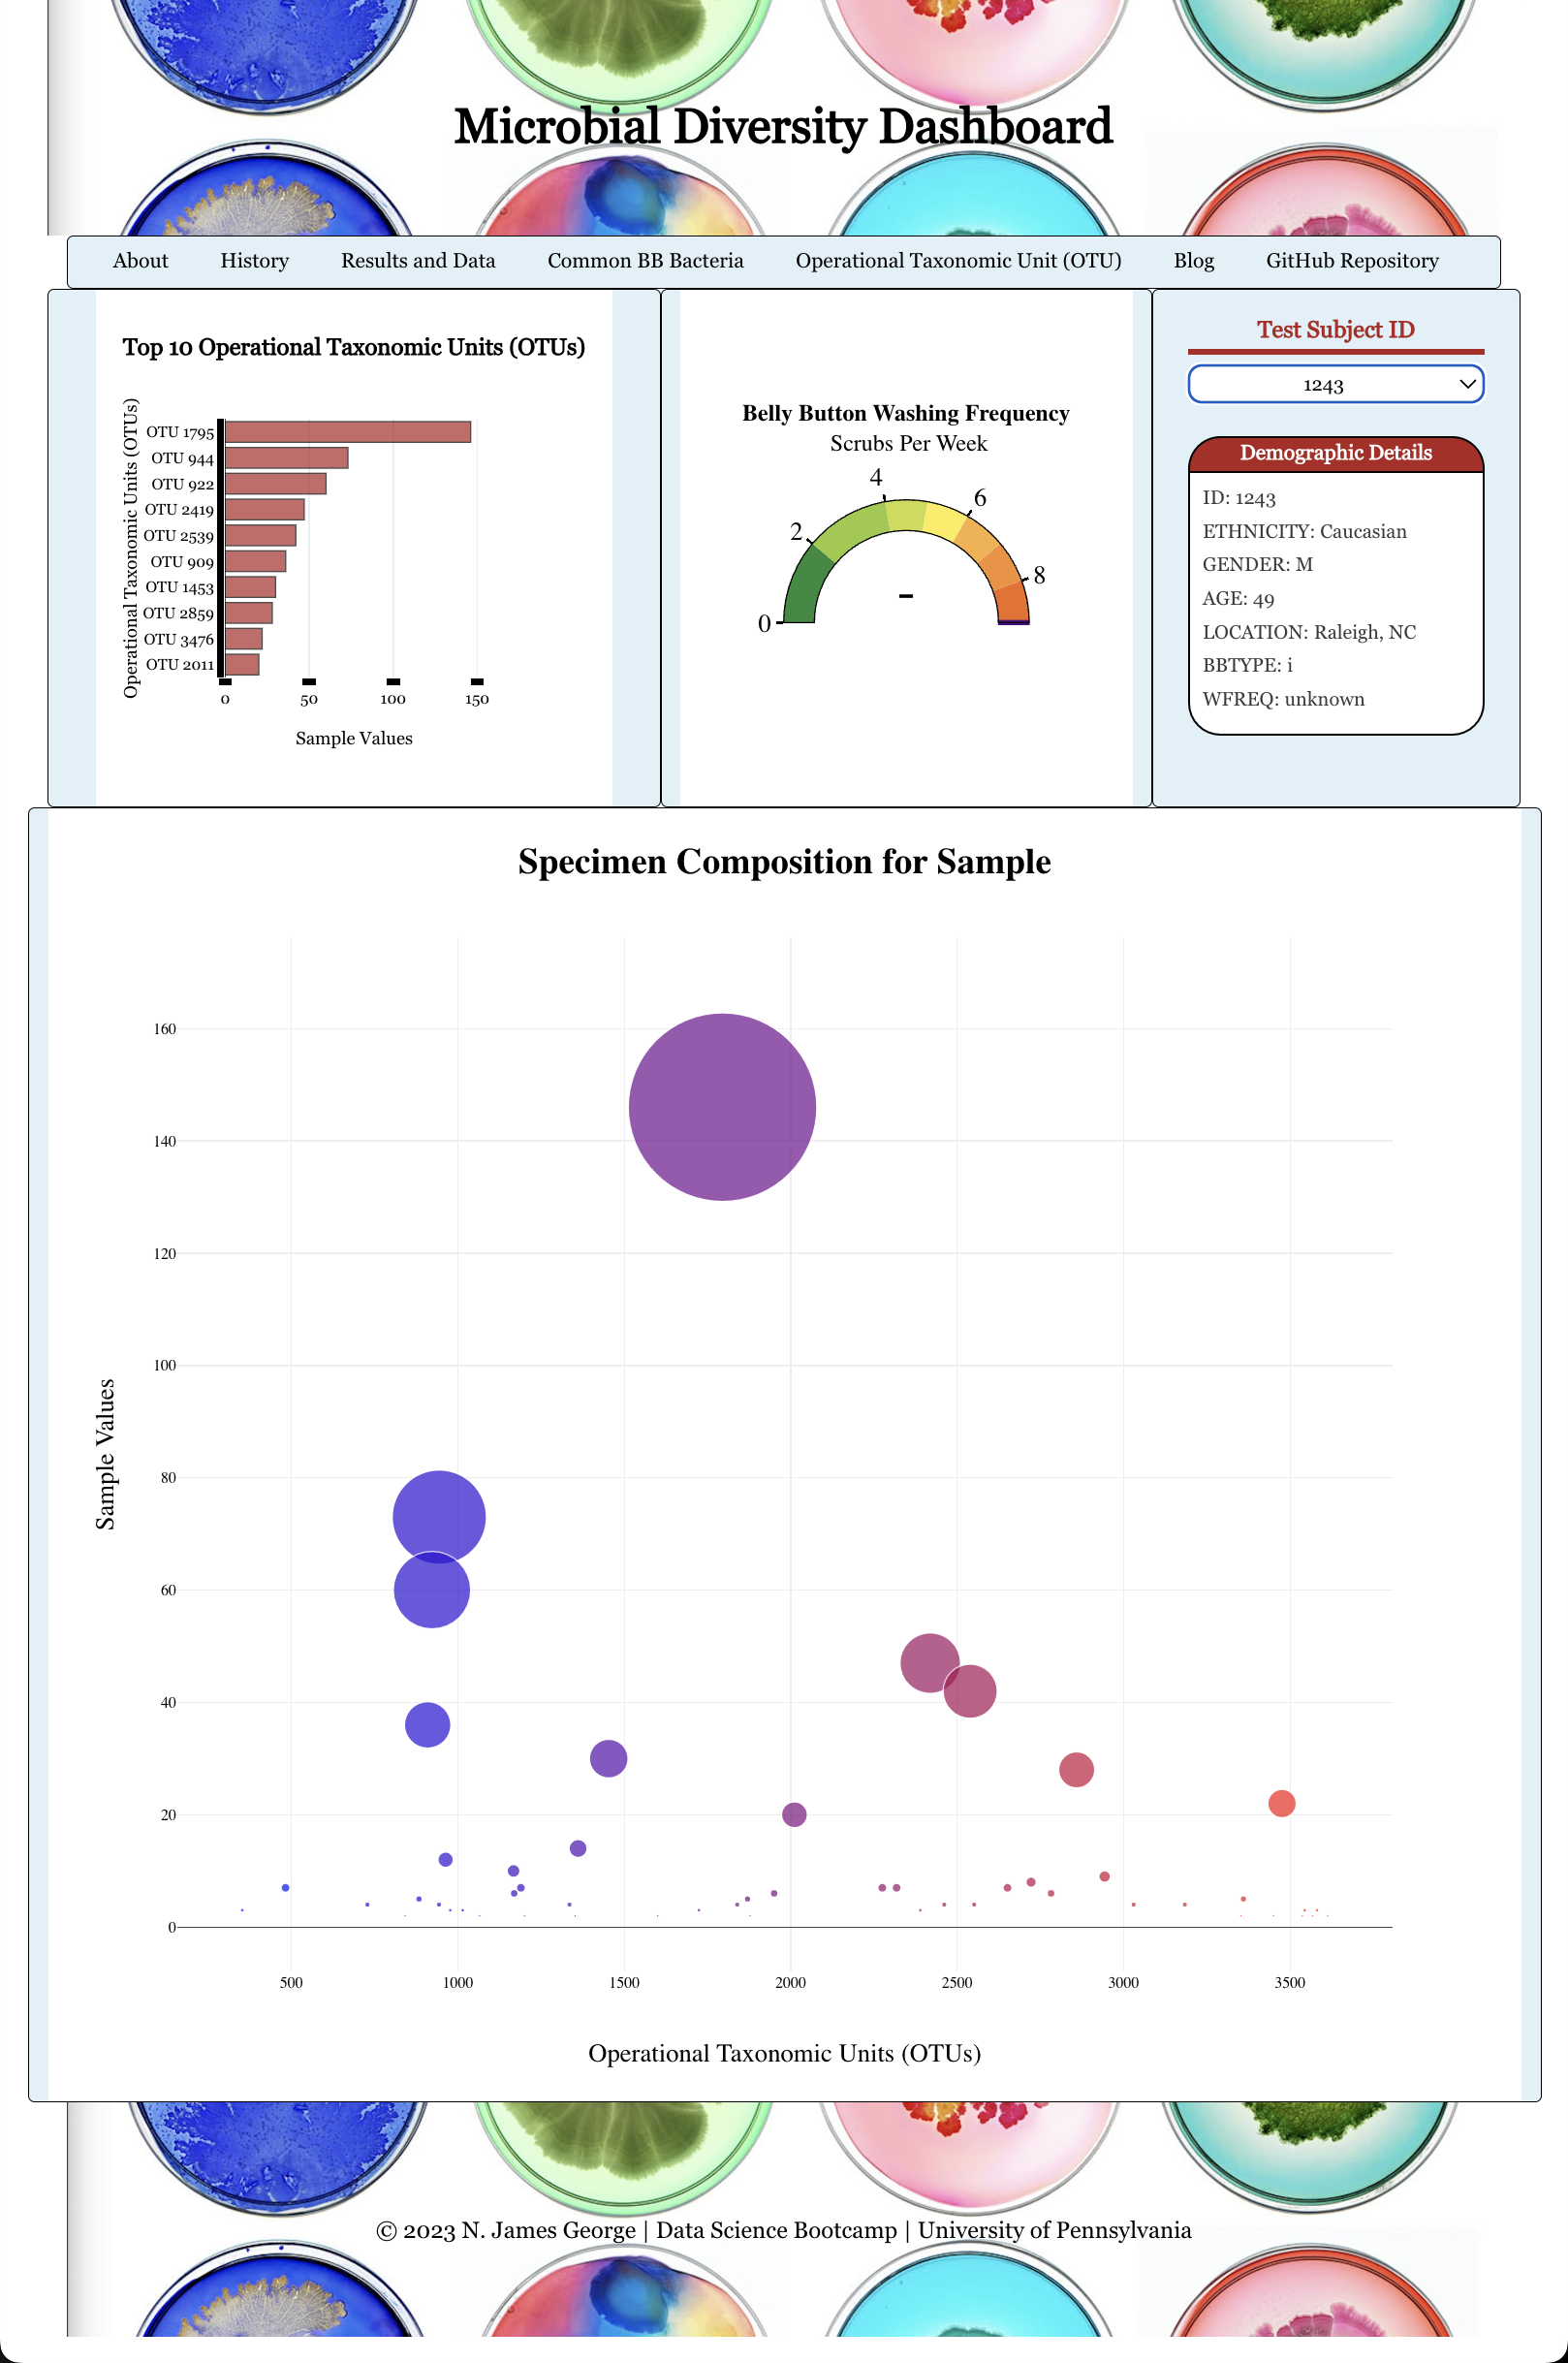 Microbial Diversity Dashboard
About History Results and Data Common BB Bacteria Operational Taxonomic Unit (OTU) Blog GitHub Repository
Top 10 Operational Taxonomic Units (OTUs)
Operational Taxonomic Units (OTUs)
OTU 1795
OTU 944
OTU 922
OTU 2419
OTU 2539
OTU 909
OTU 1453
OTU 2859
OTU 3476
OTU 2011
0 50 100 150
Sample Values
Belly Button Washing Frequency
Scrubs Per Week
0 2 4 6 8
-
Test Subject ID
1243
Demographic Details
ID: 1243
ETHNICITY: Caucasian
GENDER: M
AGE: 49
LOCATION: Raleigh, NC
BBTYPE: i
WFREQ: unknown
Specimen Composition for Sample
Sample Values
160
140
120
100
80
60
40
20
0
500 1000 1500 2000 2500 3000 3500
Operational Taxonomic Units (OTUs)
© 2023 N. James George | Data Science Bootcamp | University of Pennsylvania